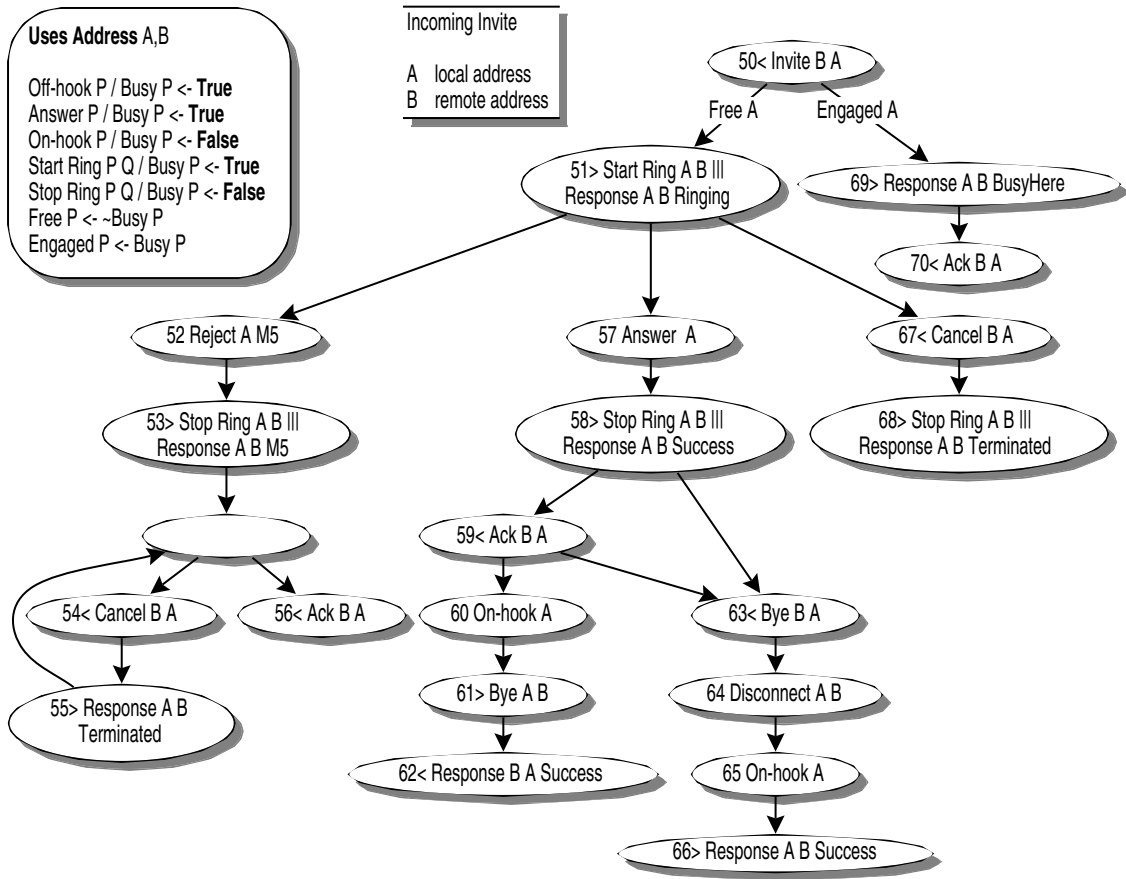 Uses Address A,B
Off-hook P / Busy P <- True
Answer P / Busy P <- True
On-hook P / Busy P <- False
Start Ring P Q / Busy P <- True
Stop Ring P Q / Busy P <- False
Free P <- ~Busy P
Engaged P <- Busy P
Incoming Invite
A local address
B remote address
50< Invite B A
Free A
Engaged A
51> Start Ring A B |||
Response A B Ringing
69> Response A B BusyHere
70< Ack B A
52 Reject A M5
57 Answer A
67< Cancel B A
53> Stop Ring A B |||
Response A B M5
58> Stop Ring A B |||
Response A B Success
68> Stop Ring A B |||
Response A B Terminated
59< Ack B A
54< Cancel B A
56< Ack B A
60 On-hook A
63< Bye B A
55> Response A B
Terminated
61> Bye A B
64 Disconnect A B
62< Response B A Success
65 On-hook A
66> Response A B Success